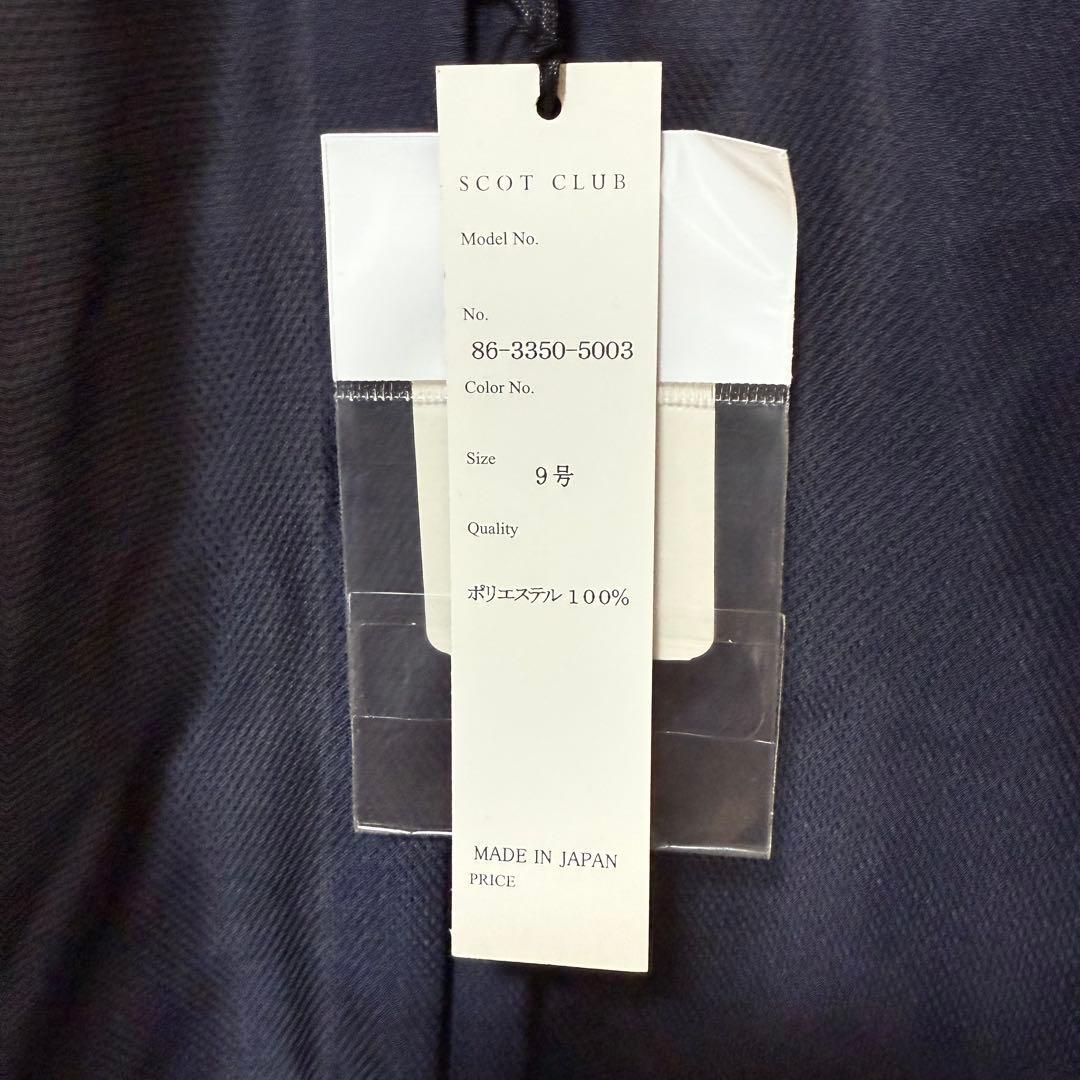 SCOT CLUB
Model No.
No.
86-3350-5003
Color No.
Size
9号
Quality
ポリエステル100%
MADE IN JAPAN
PRICE